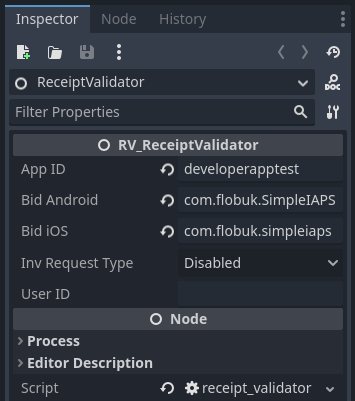 Inspector Node History
ReceiptValidator DOC
Filter Properties
RV_ReceiptValidator
App ID developerapptest
Bid Android com.flobuk.SimpleIAPS
Bid iOS com.flobuk.simpleiaps
Inv Request Type Disabled
User ID
Node
Process
Editor Description
Script receipt_validator